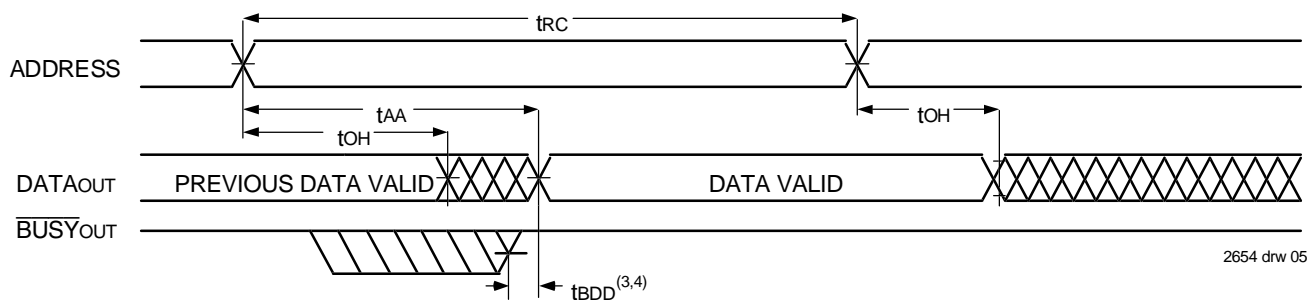 tRC
ADDRESS
tAA
tOH
tOH
DATAOUT
PREVIOUS DATA VALID
DATA VALID
BUSYOUT
2654 drw 05
tBDD(3,4)